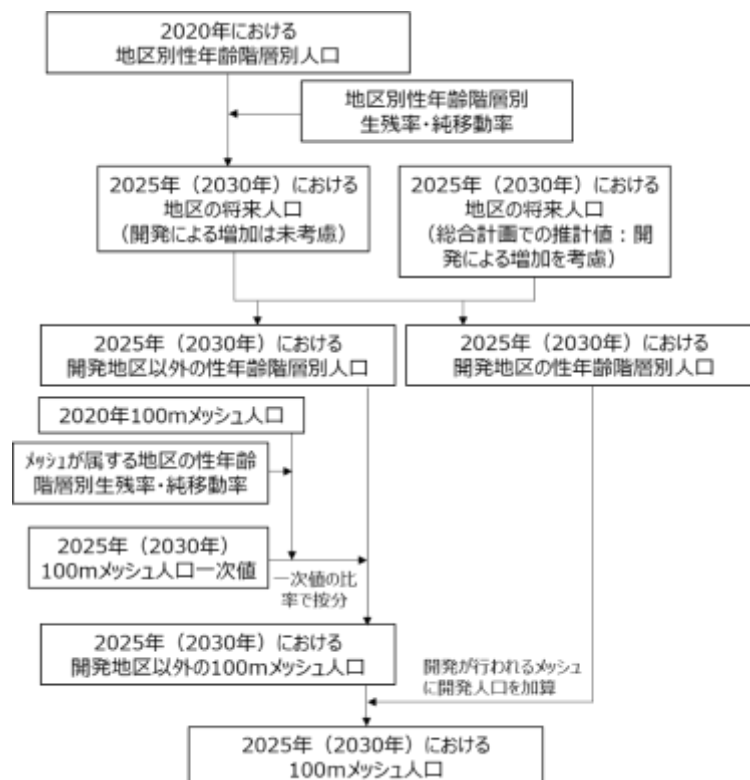 2020年における
地区別性年齢階層別人口
地区別性年齢階層別
生残率・純移動率
2025年（2030年）における
地区の将来人口
（開発による増加は未考慮）
2025年（2030年）における
地区の将来人口
（総合計画での推計値：開
発による増加を考慮）
2025年（2030年）における
開発地区以外の性年齢階層別人口
2025年（2030年）における
開発地区の性年齢階層別人口
2020年100mメッシュ人口
メッシュが属する地区の性年齢
階層別生残率・純移動率
2025年（2030年）
100mメッシュ人口一次値
一次値の比
率で按分
2025年（2030年）における
開発地区以外の100mメッシュ人口
開発が行われるメッシュ
に開発人口を加算
2025年（2030年）における
100mメッシュ人口